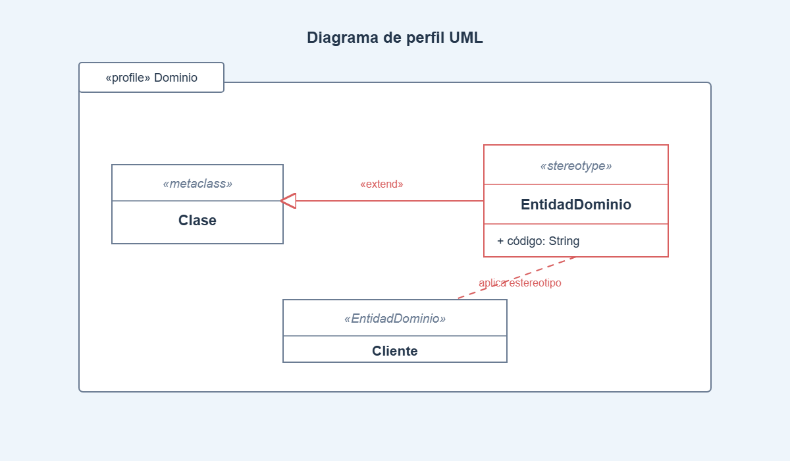 Diagrama de perfil UML
«profile» Dominio
«metaclass»
Clase
«extend»
«stereotype»
EntidadDominio
+ código: String
aplica estereotipo
«EntidadDominio»
Cliente